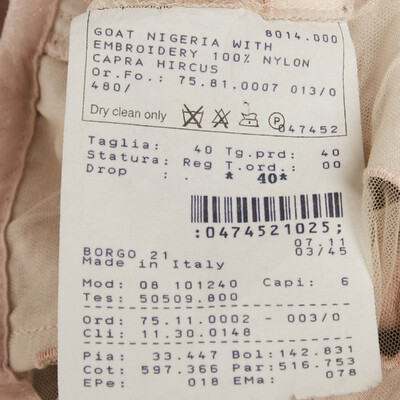 GOAT NIGERIA WITH 8014.000
EMBROIDERY 100% NYLON
CAPRA HIRCUS
Or.Fo.: 75.81.0007 013/0
480/
Dry clean only P 047452
Taglia: 40 Tg.prd: 40
Statura: Reg T.ord.: 00
Drop : . * 40*
:0474521025;
07.11
BORGO 21 03/45
Made in Italy
Mod: 08 101240 Capi: 6
Tes: 50509.800
Ord: 75.11.0002 - 003/0
Cli: 11.30.0148
Pia: 33.447 Bol:142.831
Cot: 597.366 Par:516.753
EPe: 018 EMa: 078